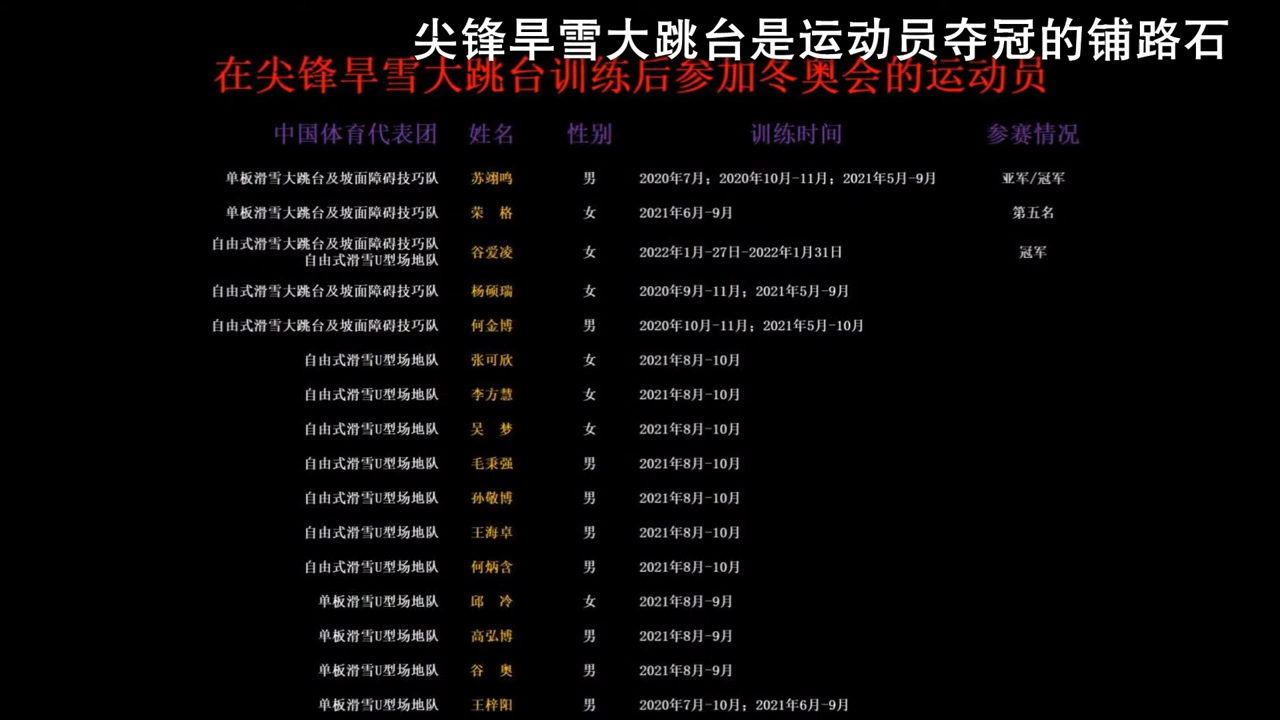 尖锋旱雪大跳台是运动员夺冠的铺路石
在尖锋旱雪大跳台训练后参加冬奥会的运动员
中国体育代表团 姓名 性别 训练时间 参赛情况
单板滑雪大跳台及坡面障碍技巧队 苏翊鸣 男 2020年7月；2020年10月-11月；2021年5月-9月 亚军/冠军
单板滑雪大跳台及坡面障碍技巧队 荣 格 女 2021年6月-9月 第五名
自由式滑雪大跳台及坡面障碍技巧队
自由式滑雪U型场地队 谷爱凌 女 2022年1月-27日-2022年1月31日 冠军
自由式滑雪大跳台及坡面障碍技巧队 杨硕瑞 女 2020年9月-11月；2021年5月-9月
自由式滑雪大跳台及坡面障碍技巧队 何金博 男 2020年10月-11月；2021年5月-10月
自由式滑雪U型场地队 张可欣 女 2021年8月-10月
自由式滑雪U型场地队 李方慧 女 2021年8月-10月
自由式滑雪U型场地队 吴 梦 女 2021年8月-10月
自由式滑雪U型场地队 毛秉强 男 2021年8月-10月
自由式滑雪U型场地队 孙敬博 男 2021年8月-10月
自由式滑雪U型场地队 王海卓 男 2021年8月-10月
自由式滑雪U型场地队 何炳含 男 2021年8月-10月
单板滑雪U型场地队 邱 冷 女 2021年8月-9月
单板滑雪U型场地队 高弘博 男 2021年8月-9月
单板滑雪U型场地队 谷 奥 男 2021年8月-9月
单板滑雪U型场地队 王梓阳 男 2020年7月-10月；2021年6月-9月